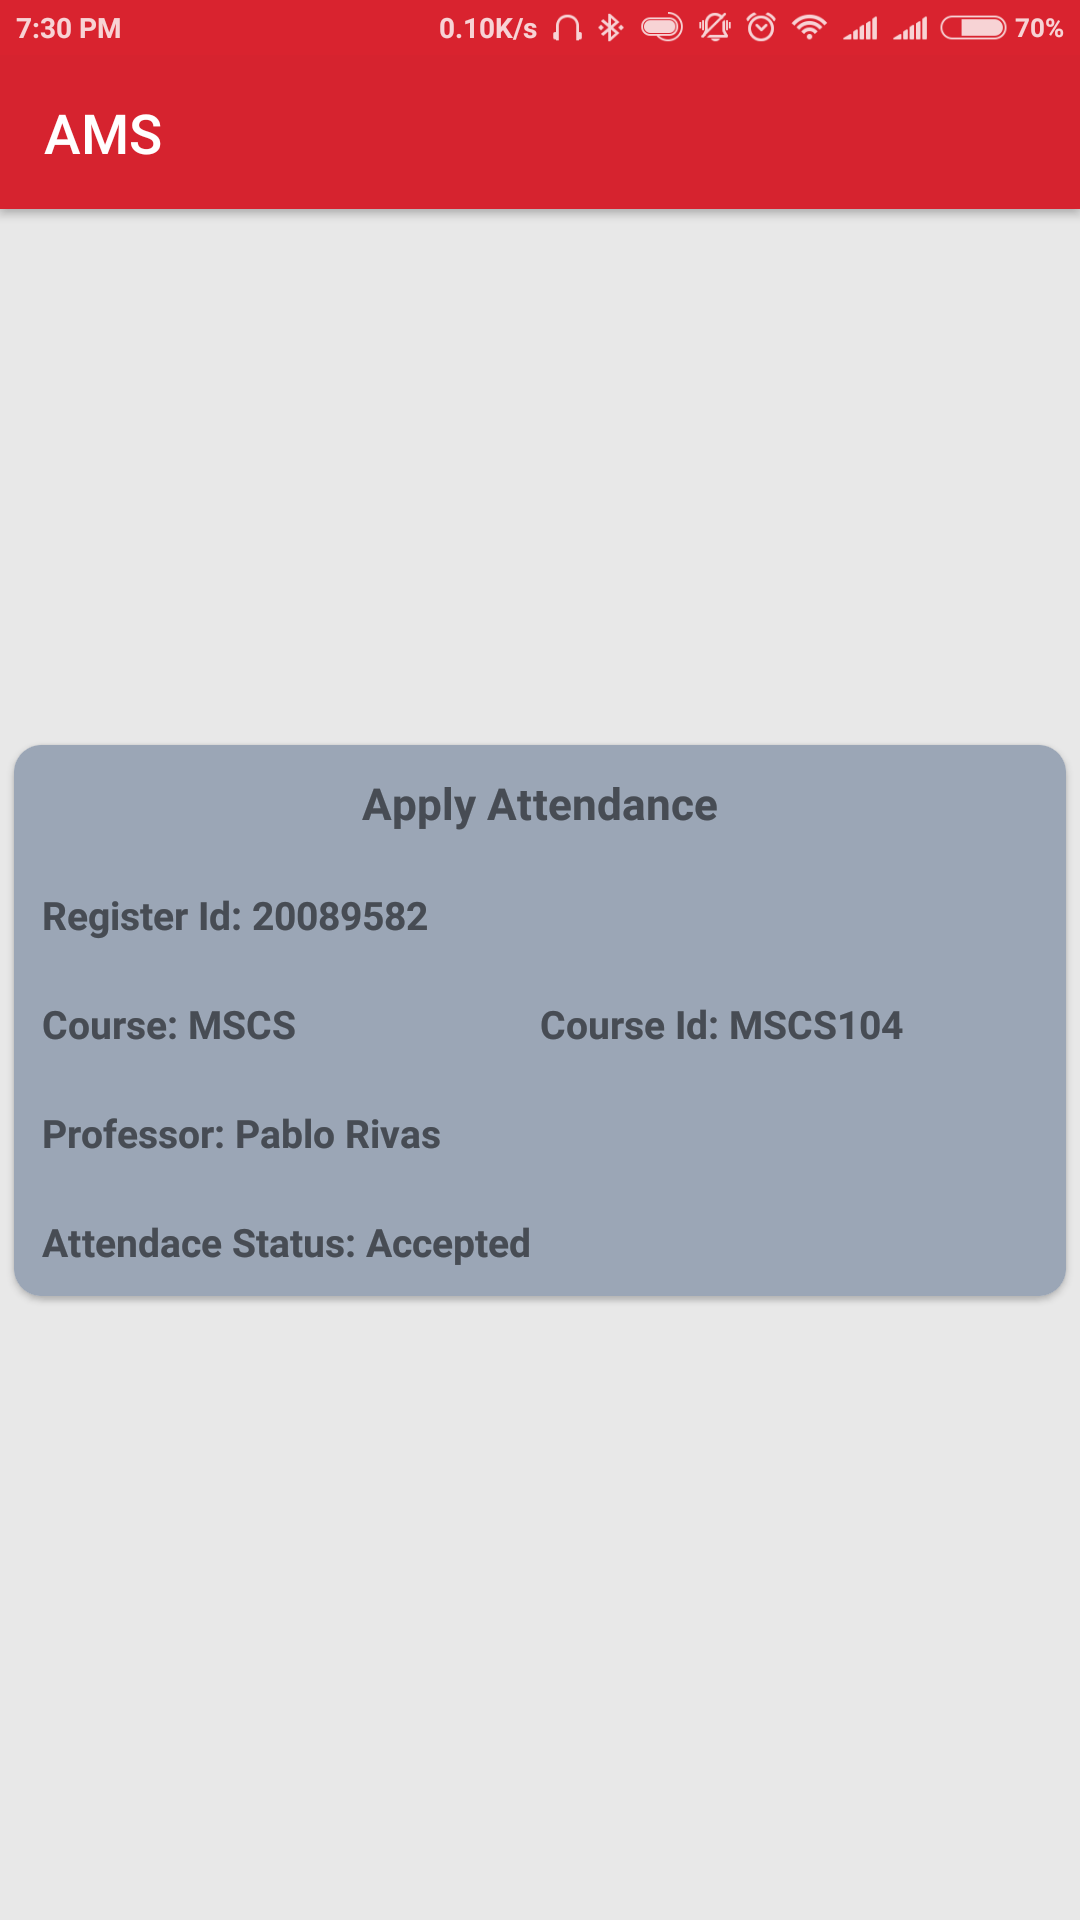 7:30 PM 0.10K/s 70%
AMS
Apply Attendance
Register Id: 20089582
Course: MSCS Course Id: MSCS104
Professor: Pablo Rivas
Attendace Status: Accepted